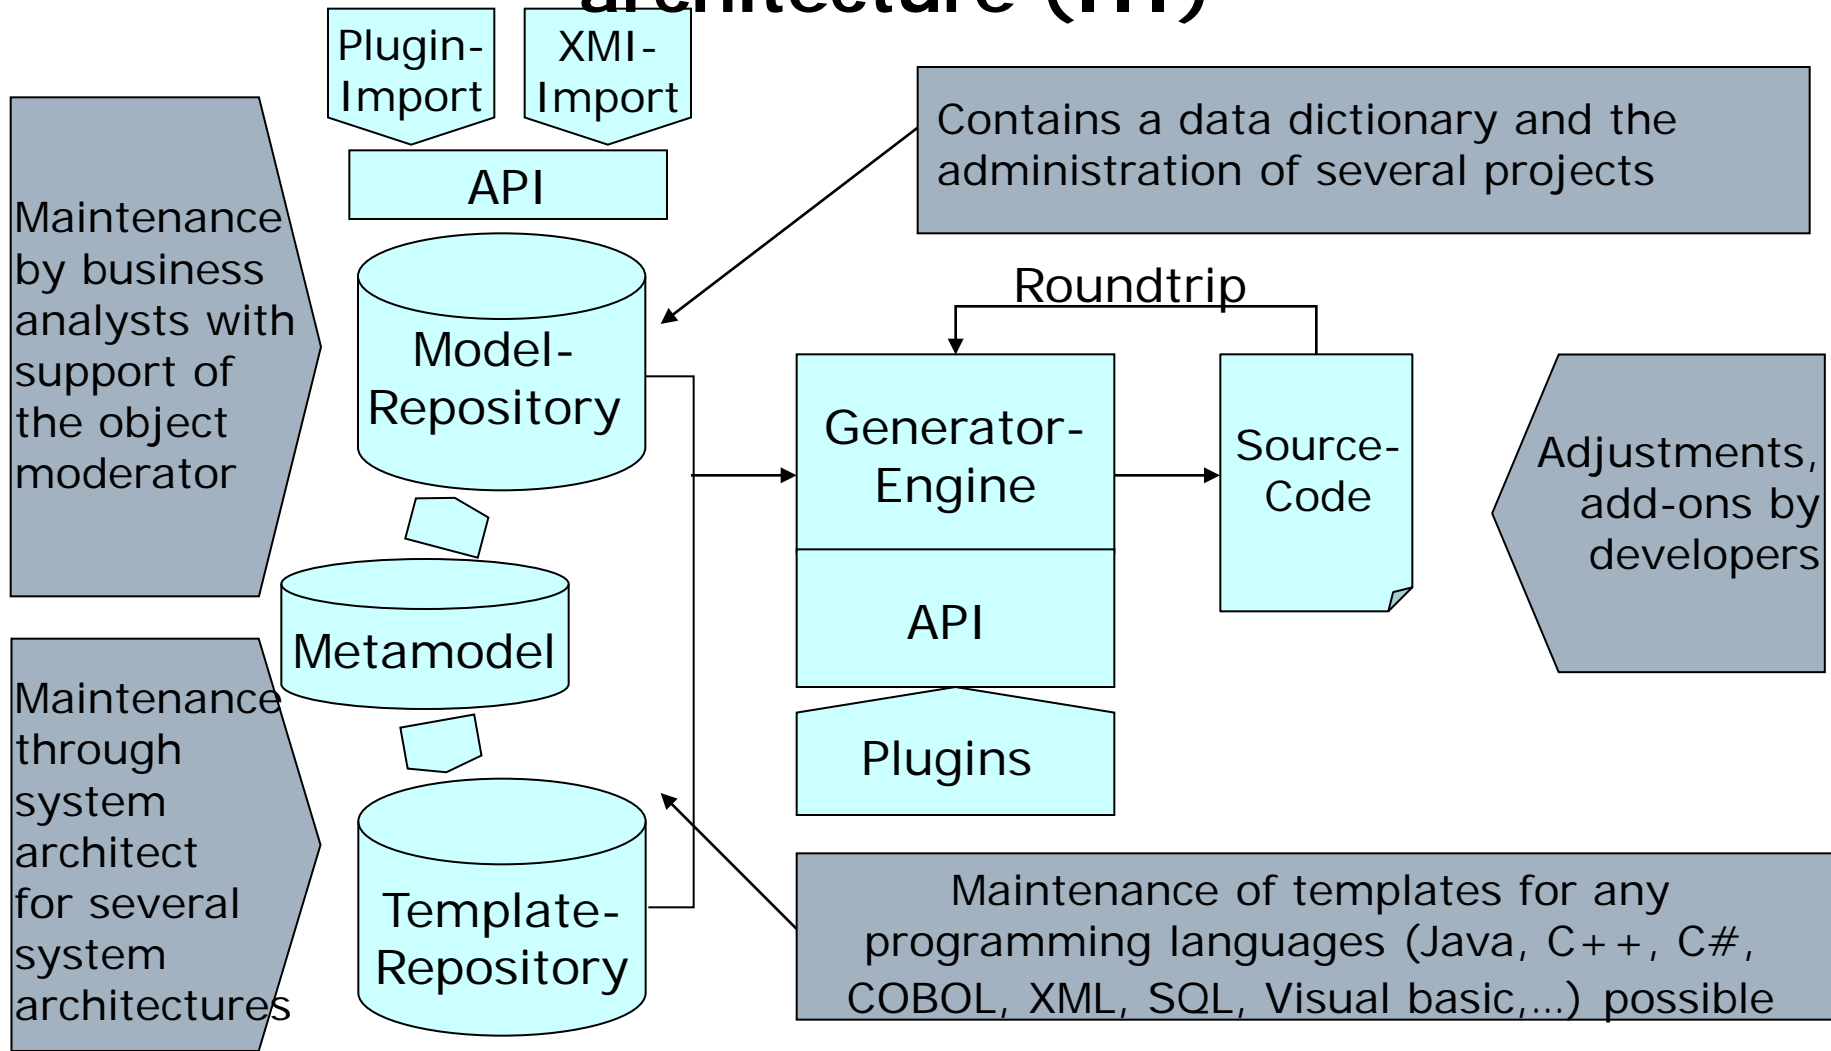 architecture
Plugin-
Import
XMI-
Import
API
Contains a data dictionary and the
administration of several projects
Maintenance
by business
analysts with
support of
the object
moderator
Model-
Repository
Roundtrip
Generator-
Engine
API
Plugins
Source-
Code
Adjustments,
add-ons by
developers
Metamodel
Maintenance
through
system
architect
for several
system
architectures
Template-
Repository
Maintenance of templates for any
programming languages (Java, C++, C#,
COBOL, XML, SQL, Visual basic,...) possible